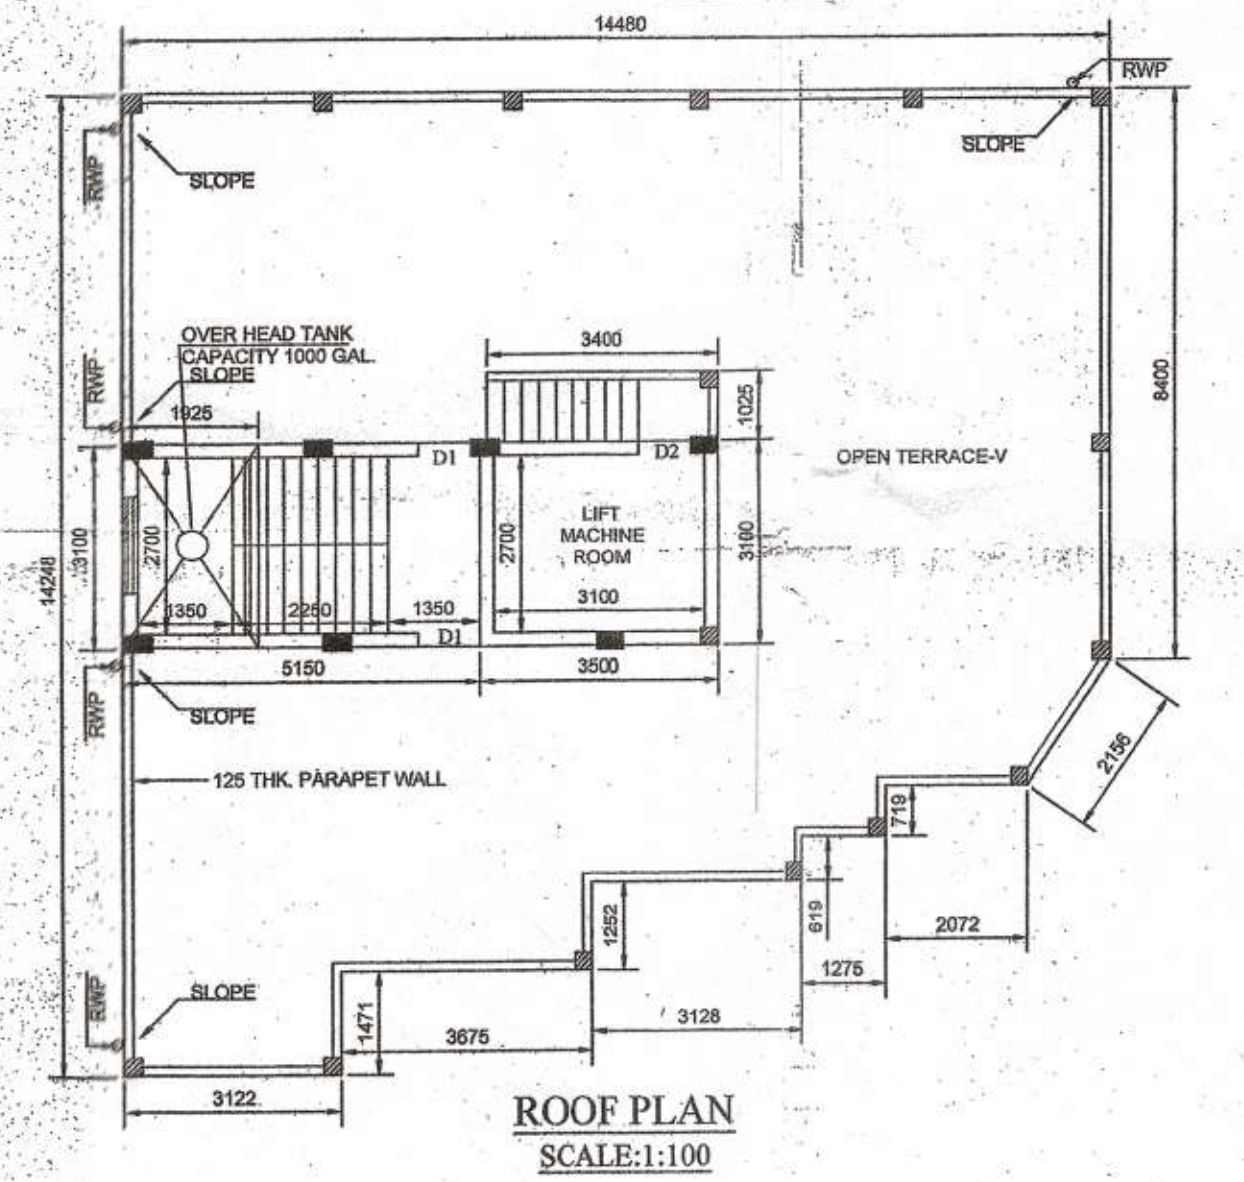 14480
RWP
SLOPE
RWP
SLOPE
OVER HEAD TANK
CAPACITY 1000 GAL.
SLOPE
RWP
1925
3400
1025
8400
D1
D2
OPEN TERRACE-V
14248
3100
2700
2700
LIFT
MACHINE
ROOM
3100
3100
1350
2250
1350
D1
5150
3500
RWP
SLOPE
125 THK. PARAPET WALL
2156
719
619
1252
2072
1275
RWP
SLOPE
1471
3675
3128
3122
ROOF PLAN
SCALE:1:100